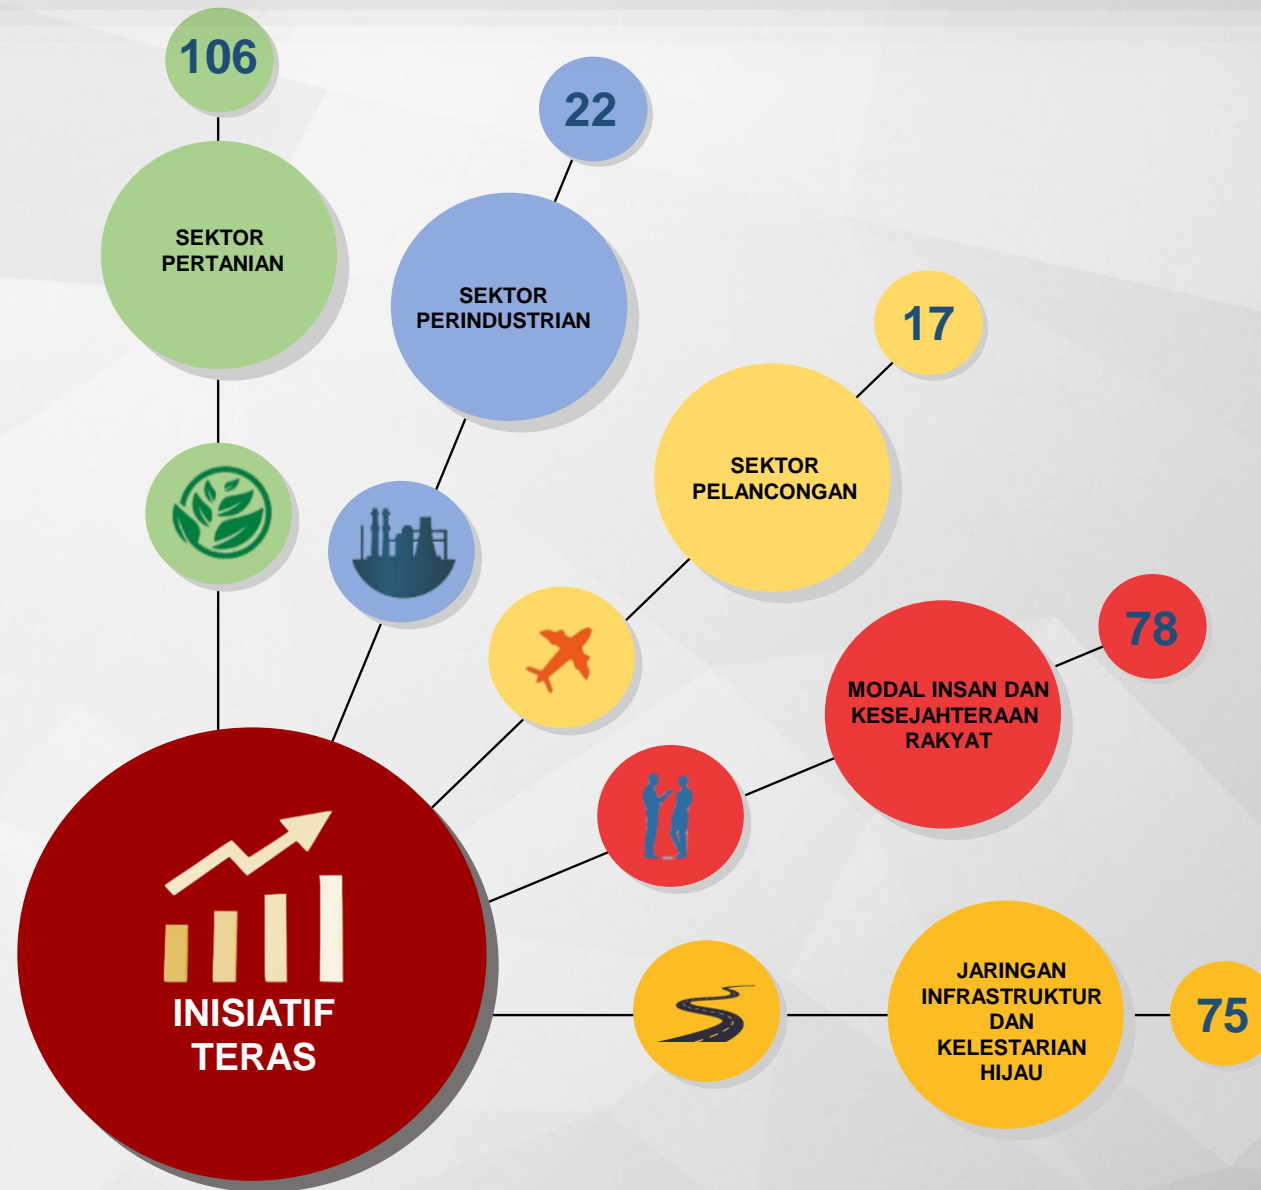 106
SEKTOR
PERTANIAN
22
SEKTOR
PERINDUSTRIAN
17
SEKTOR
PELANCONGAN
78
MODAL INSAN DAN
KESEJAHTERAAN
RAKYAT
75
JARINGAN
INFRASTRUKTUR
DAN
KELESTARIAN
HIJAU
INISIATIF
TERAS